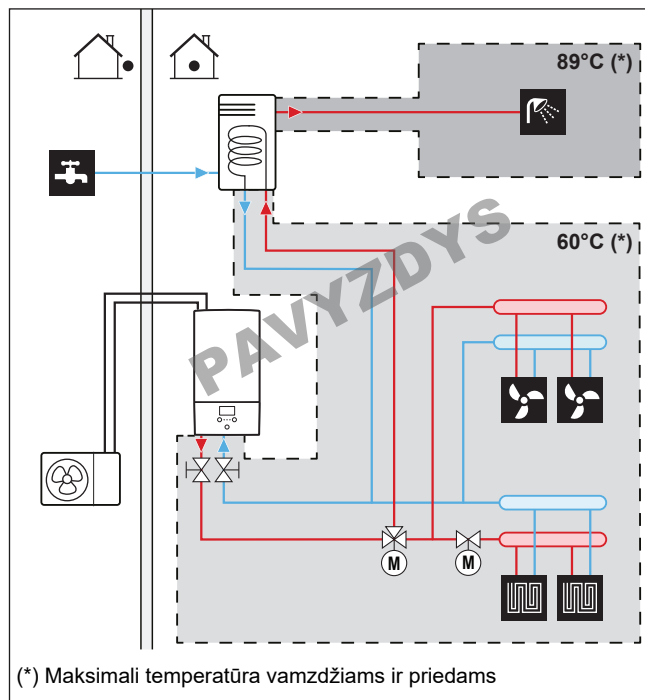 89°C (*)
60°C (*)
PAVYZDYS
M
M
(*) Maksimali temperatūra vamzdžiams ir priedams